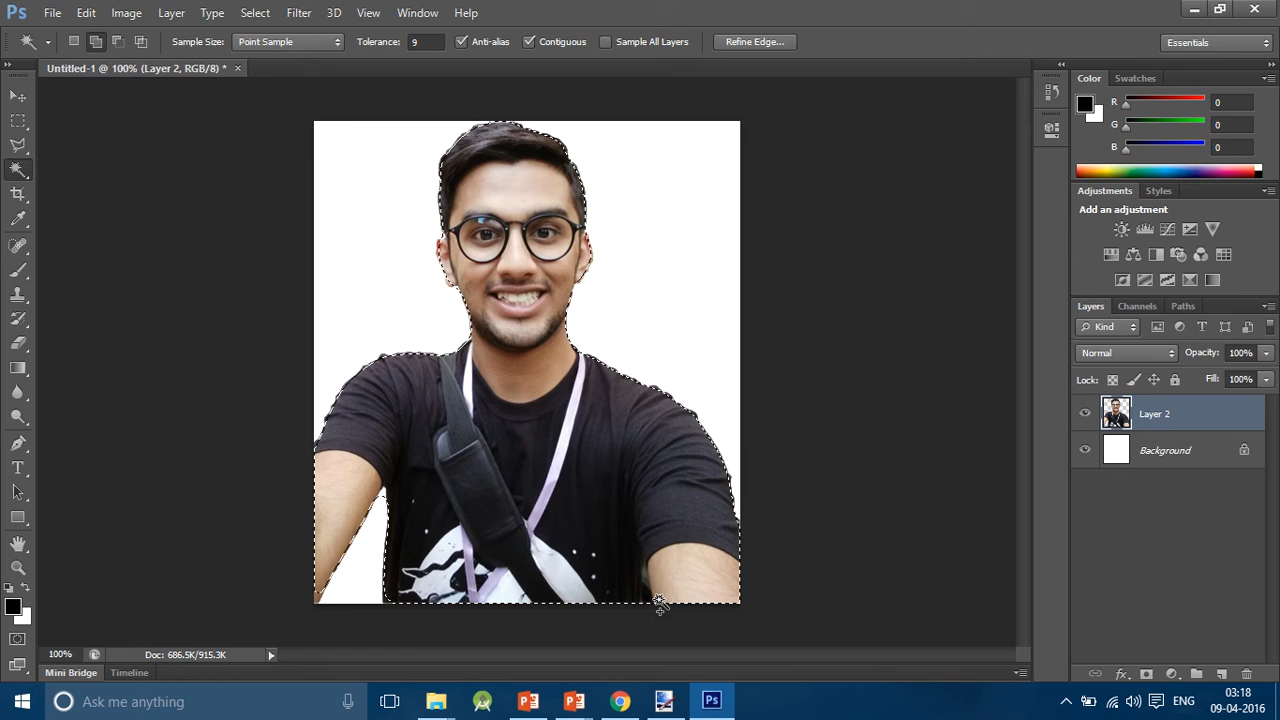 Ps File Edit Image Layer Type Select Filter 3D View Window Help
Sample Size: Point Sample Tolerance: 9 Anti-alias Contiguous Sample All Layers Refine Edge... Essentials
Untitled-1 @ 100% (Layer 2, RGB/8) * ×
Color Swatches
R 0
G 0
B 0
Adjustments Styles
Add an adjustment
Layers Channels Paths
Kind
Normal Opacity: 100%
Lock: Fill: 100%
Layer 2
Background
100% Doc: 686.5K/915.3K
Mini Bridge Timeline
Ask me anything Ps ENG 03:18
09-04-2016